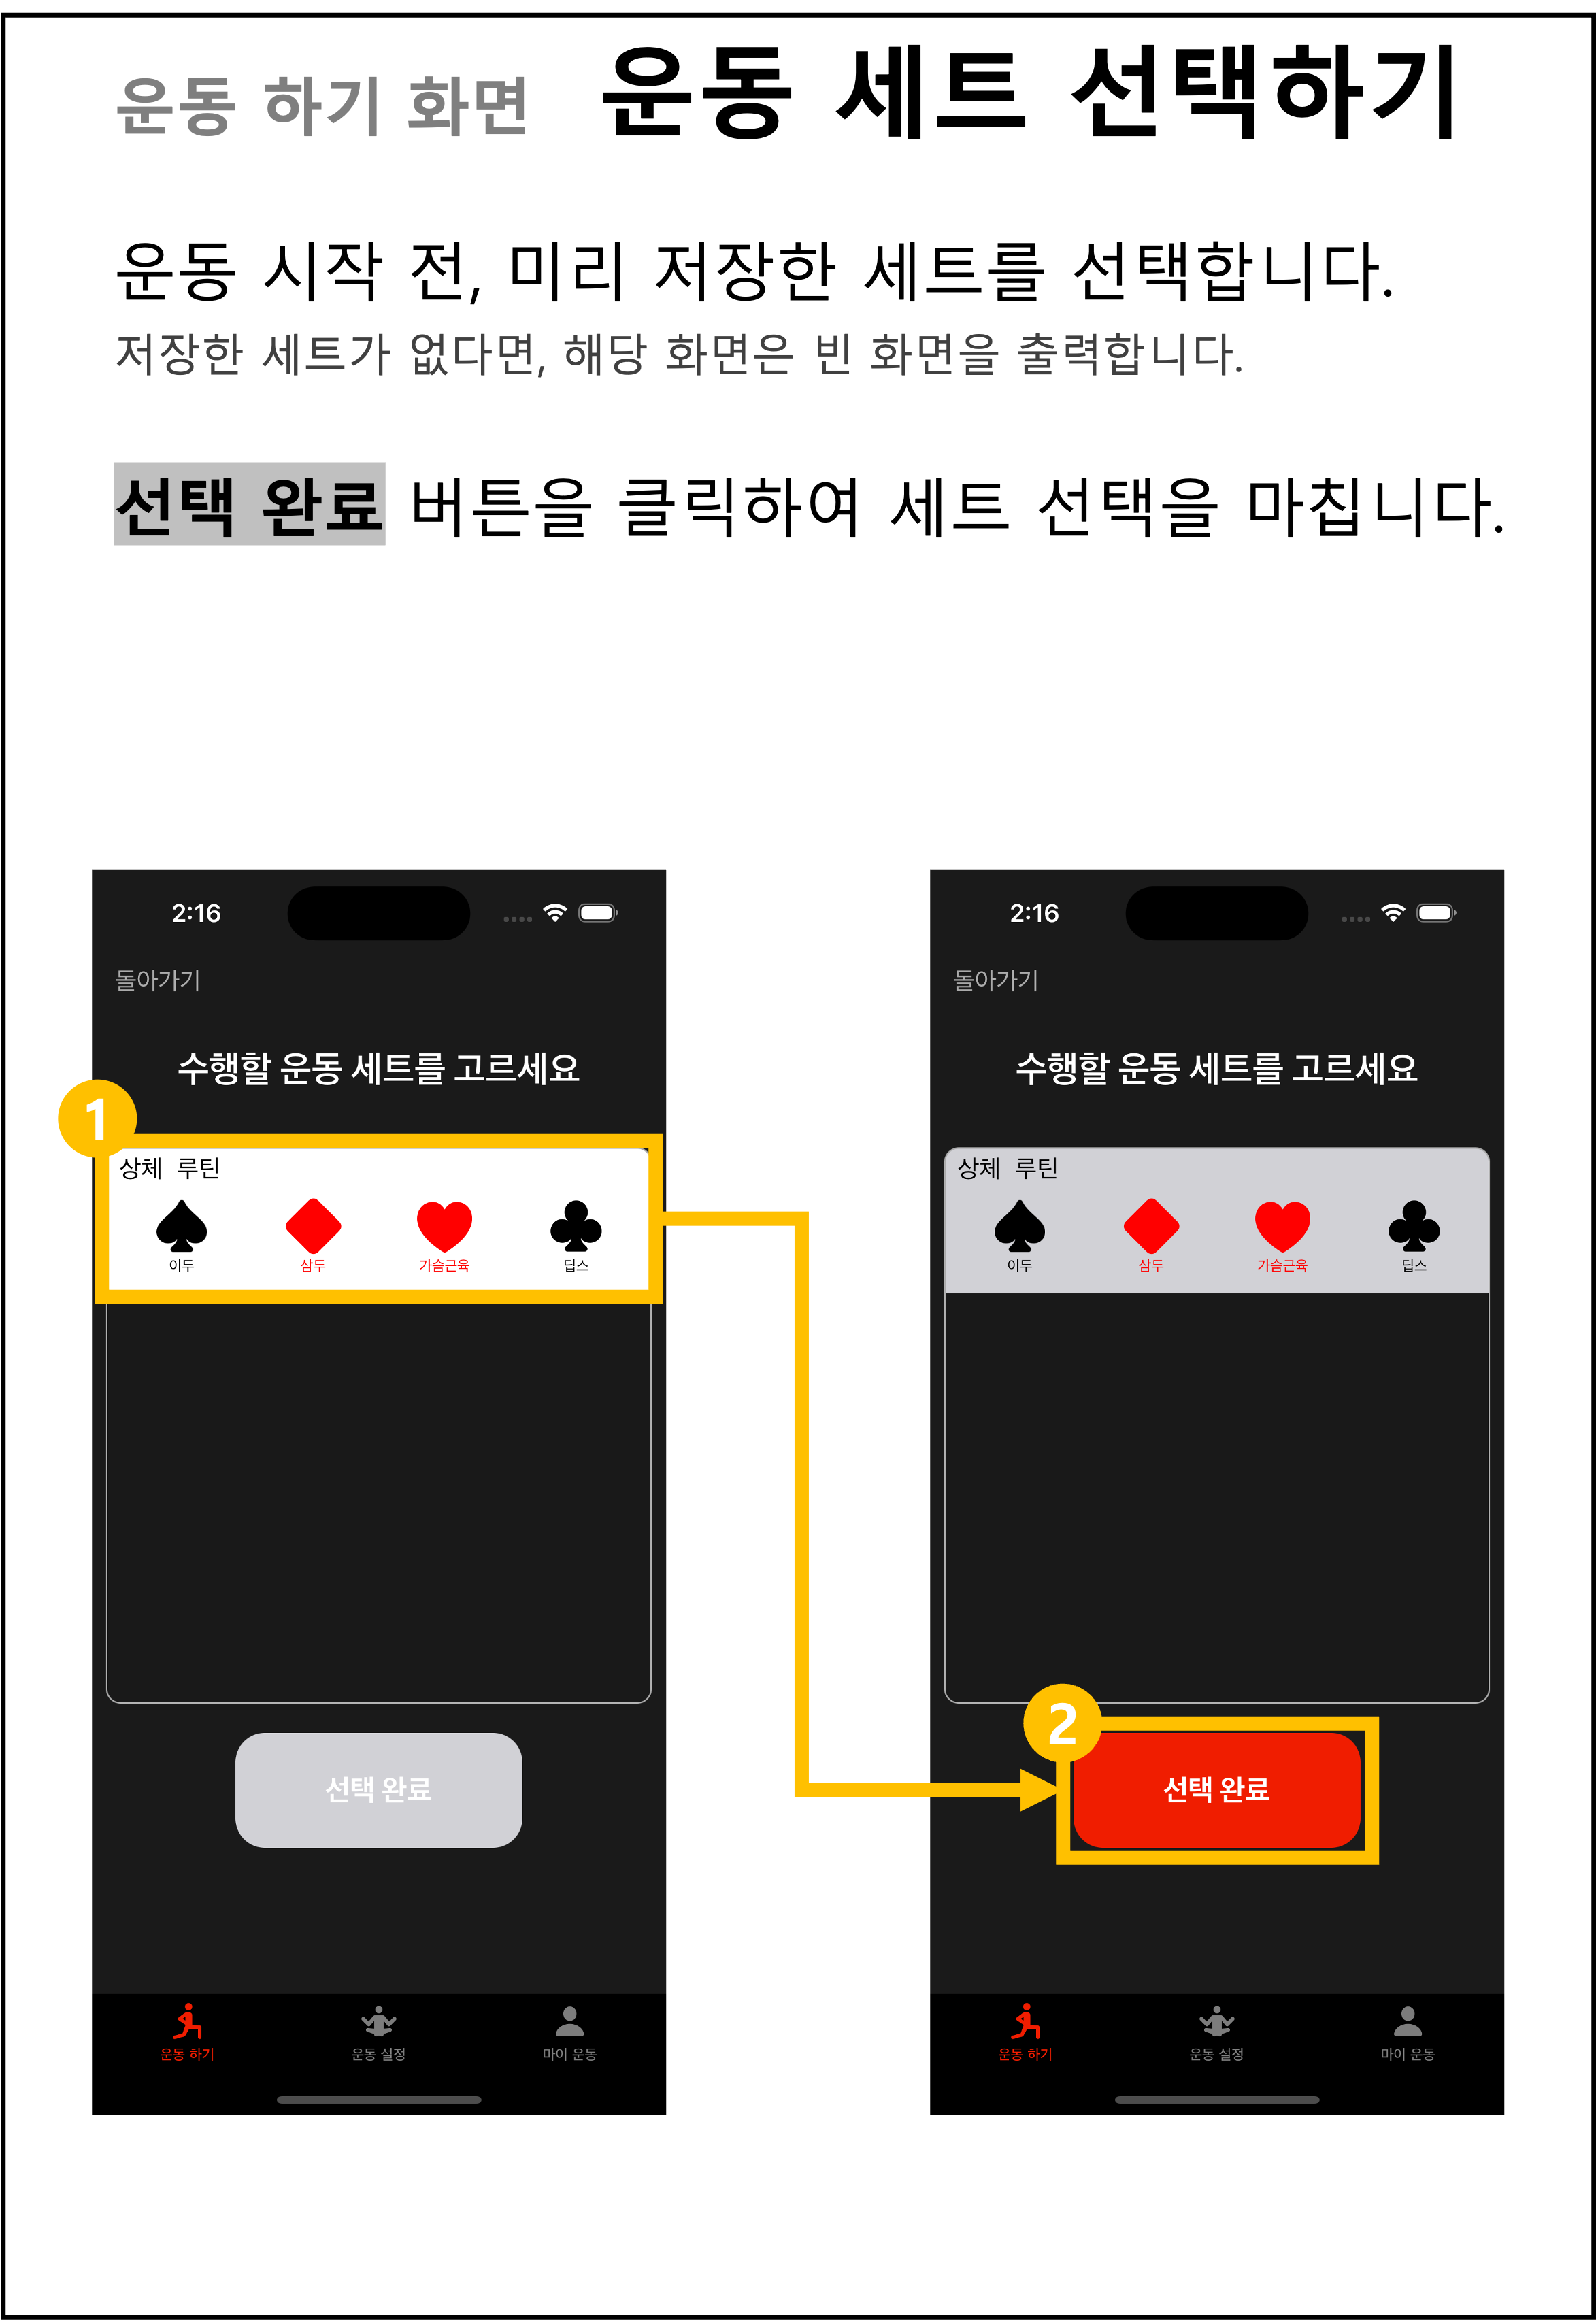 운동 하기 화면 운동 세트 선택하기
운동 시작 전, 미리 저장한 세트를 선택합니다.
저장한 세트가 없다면, 해당 화면은 빈 화면을 출력합니다.
선택 완료 버튼을 클릭하여 세트 선택을 마칩니다.
2:16
돌아가기
수행할 운동 세트를 고르세요
1
상체 루틴
이두 삼두 가슴근육 딥스
선택 완료
운동 하기 운동 설정 마이 운동
2:16
돌아가기
수행할 운동 세트를 고르세요
상체 루틴
이두 삼두 가슴근육 딥스
2
선택 완료
운동 하기 운동 설정 마이 운동